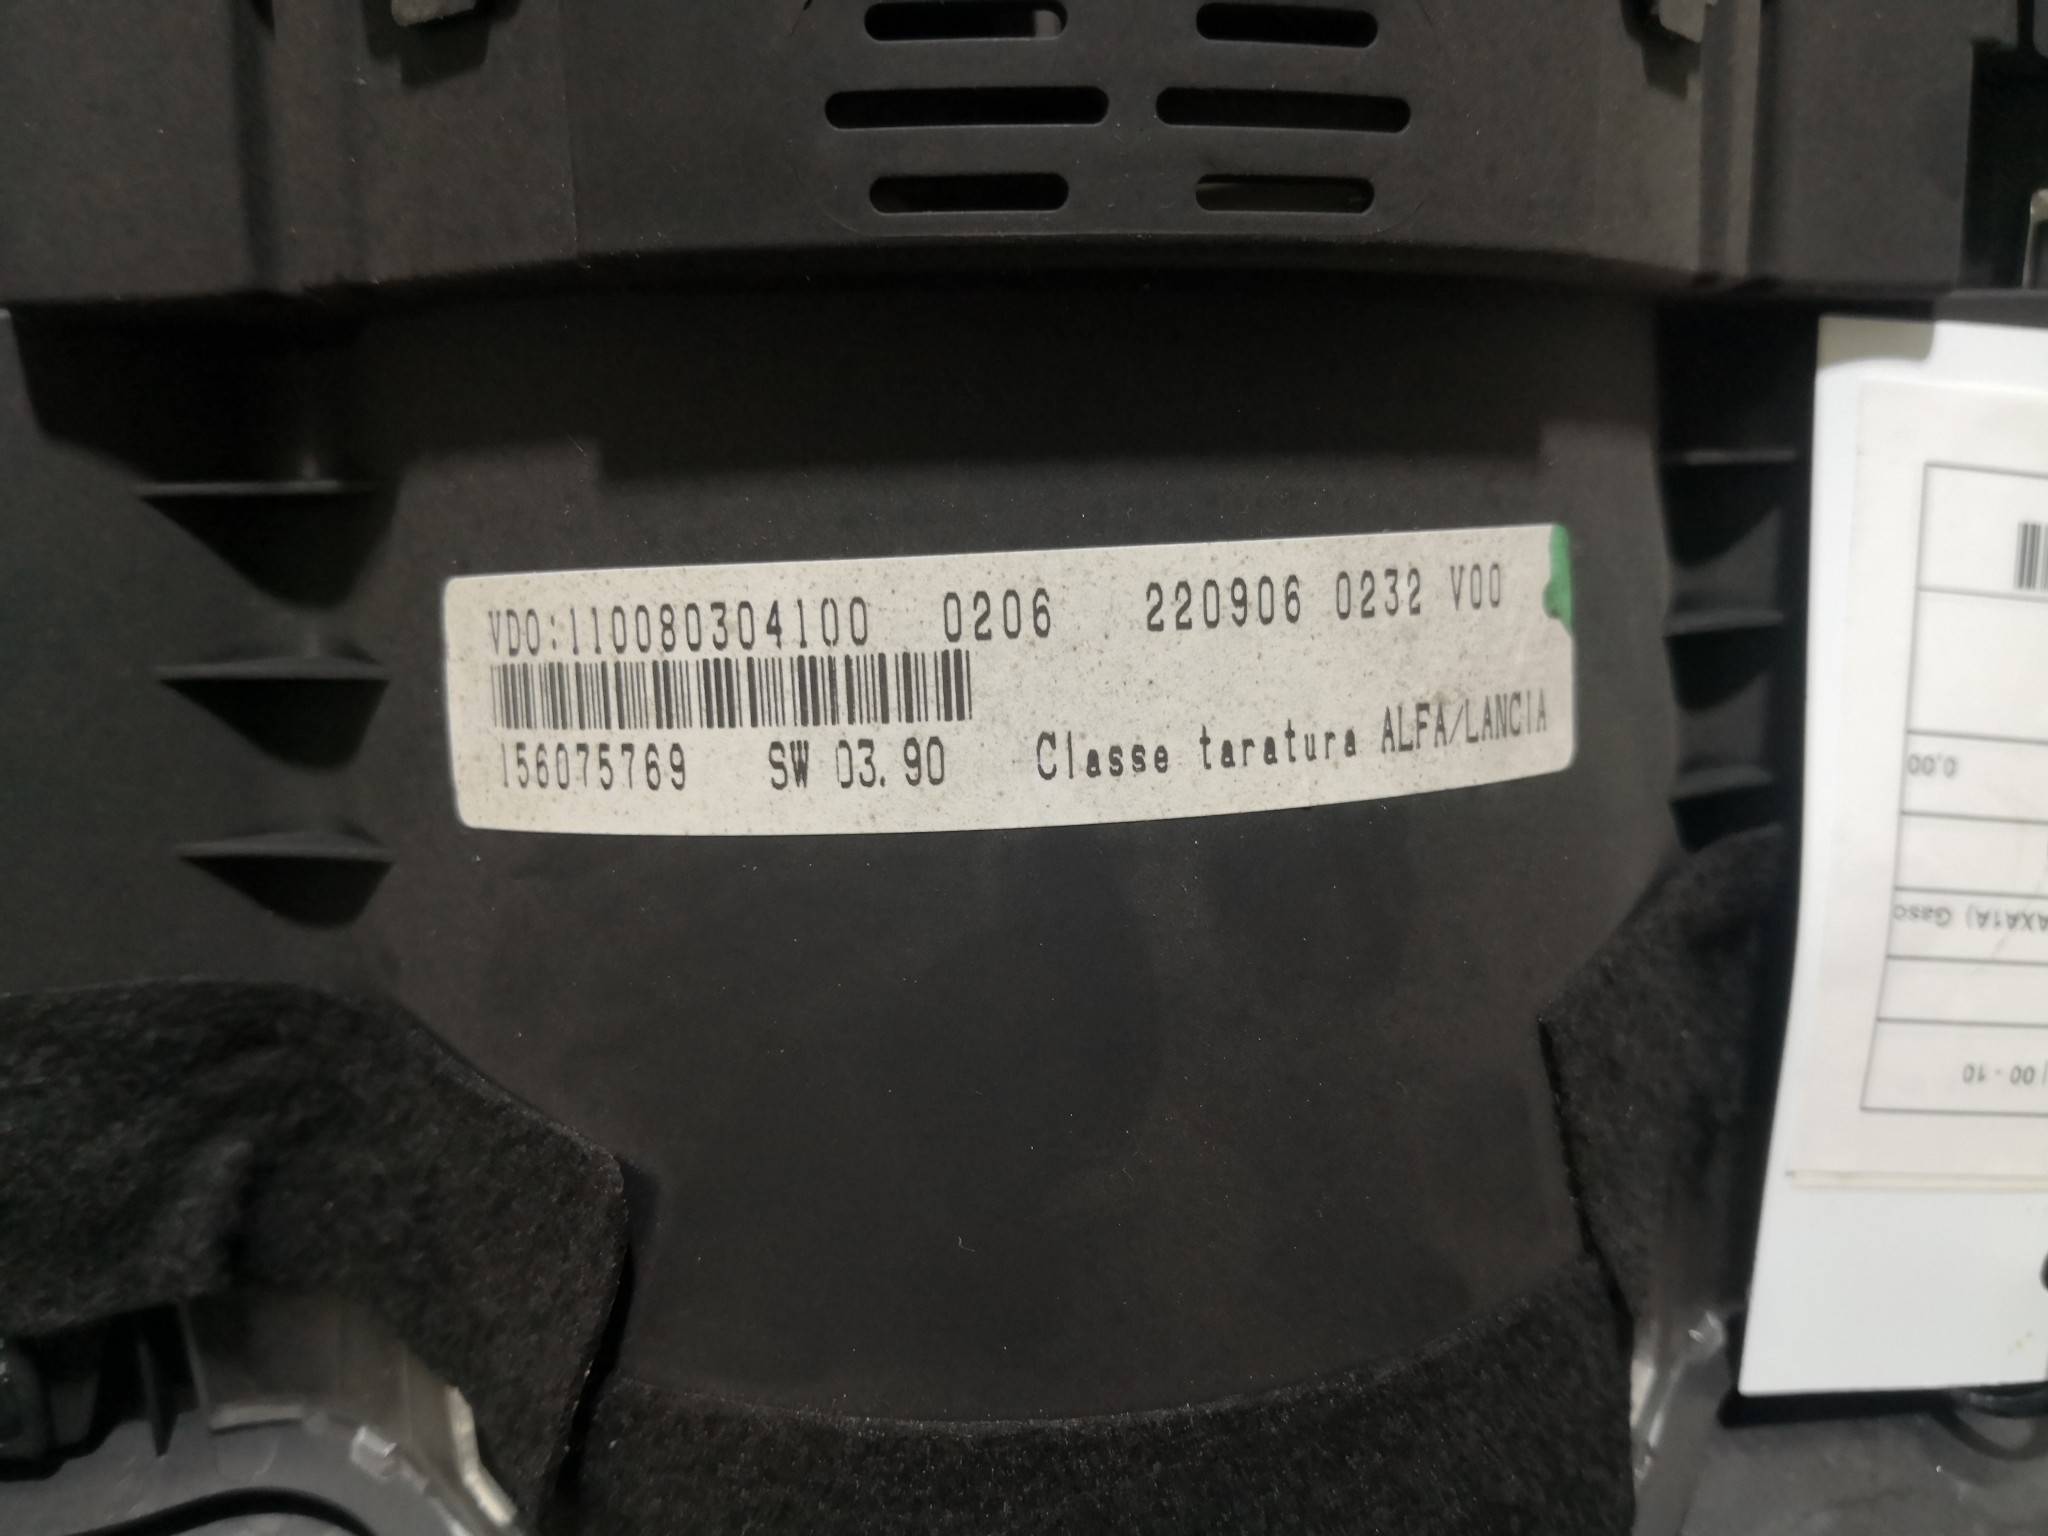 VDO:110080304100 0206 220906 0232 V00
156075769 SW 03.90 Classe taratura ALFA/LANCIA
0,00
AXA1A) Gaso
00 - 10